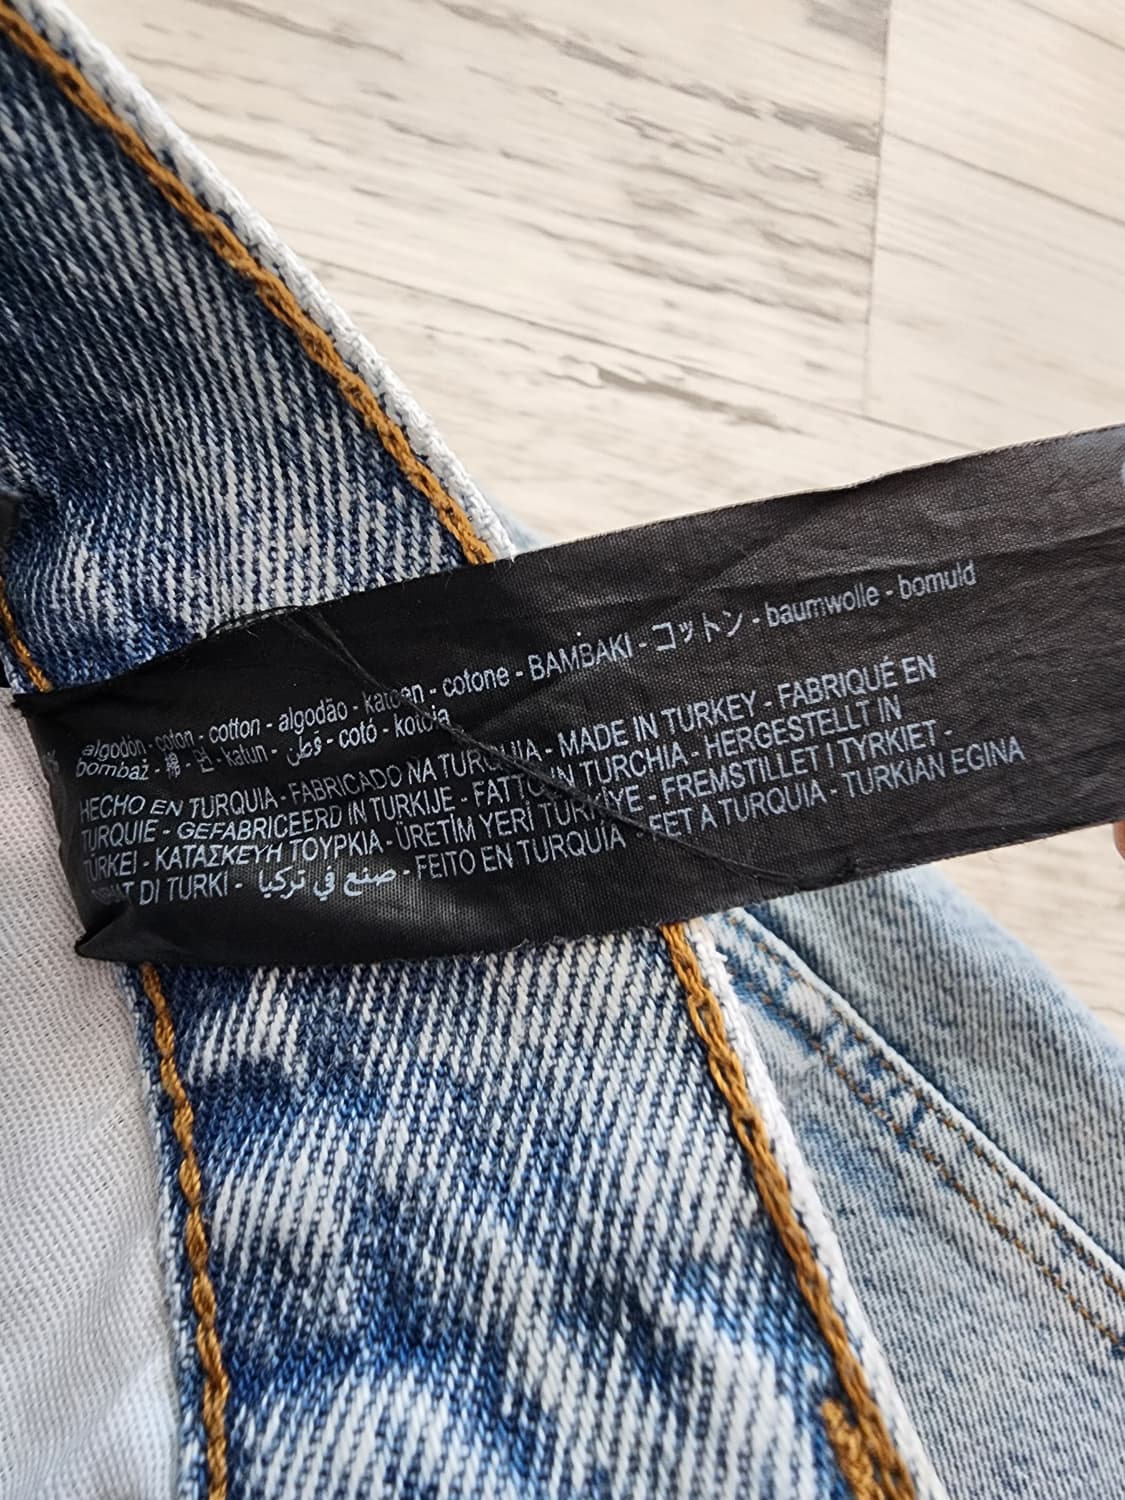 algodón - coton - cotton - algodão - katoen - cotone - BAMBAKI - コットン - baumwolle - bomuld
bombaž - 棉 - 면 - katun - قطن - cotó - kotoia
HECHO EN TURQUIA - FABRICADO NA TURQUIA - MADE IN TURKEY - FABRIQUÉ EN
TURQUIE - GEFABRICEERD IN TURKIJE - FATTO IN TURCHIA - HERGESTELLT IN
TÜRKEI - ΚΑΤΑΣΚΕΥΗ ΤΟΥΡΚΙΑ - ÜRETİM YERİ TÜRKİYE - FREMSTILLET I TYRKIET -
DI TURKI - صنع في تركيا - FEITO EN TURQUÍA - FET A TURQUIA - TURKIAN EGINA